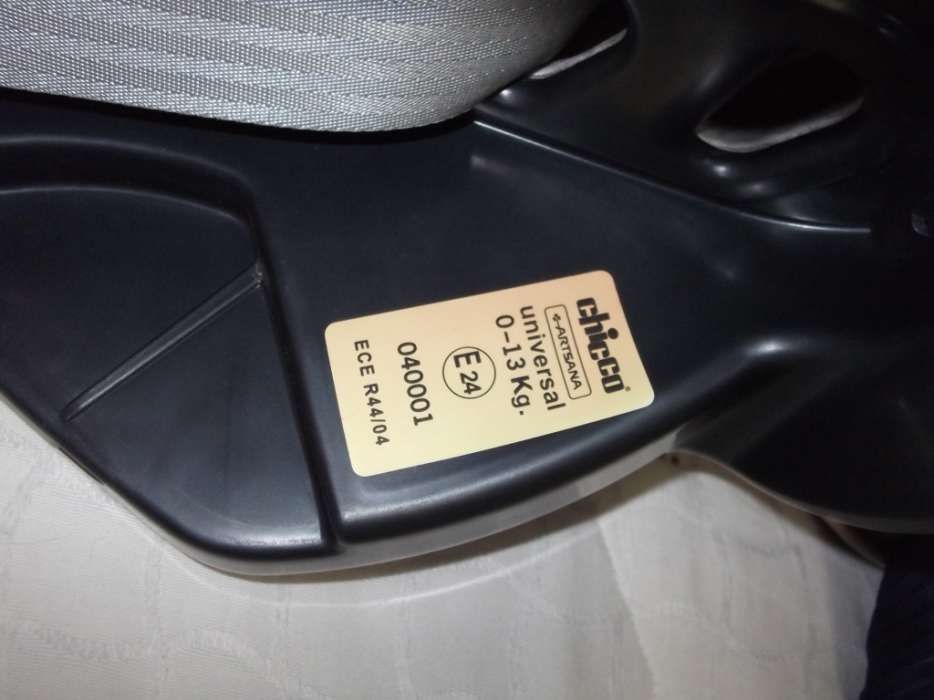 chicco®
ARTSANA
universal
0-13 Kg.
E 24
040001
ECE R44/04